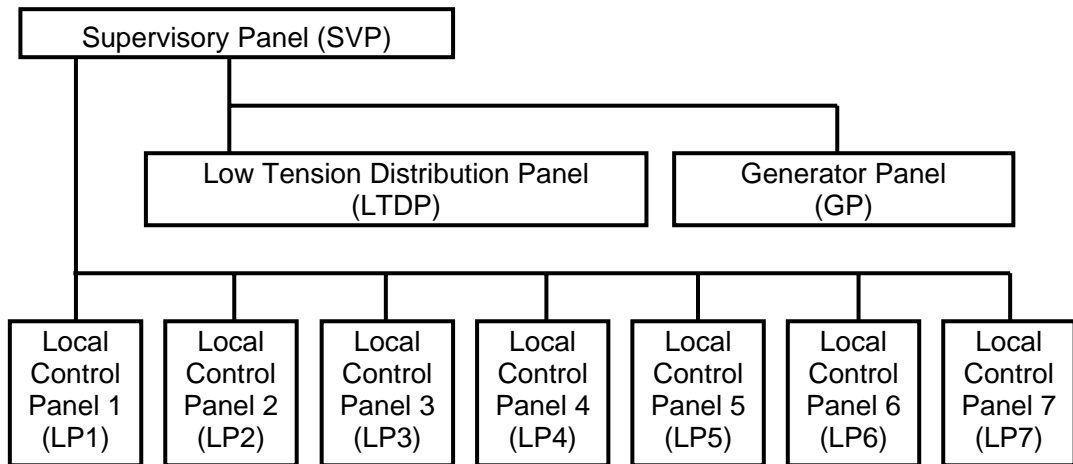 Supervisory Panel (SVP)
Low Tension Distribution Panel
(LTDP)
Generator Panel
(GP)
Local
Control
Panel 1
(LP1)
Local
Control
Panel 2
(LP2)
Local
Control
Panel 3
(LP3)
Local
Control
Panel 4
(LP4)
Local
Control
Panel 5
(LP5)
Local
Control
Panel 6
(LP6)
Local
Control
Panel 7
(LP7)